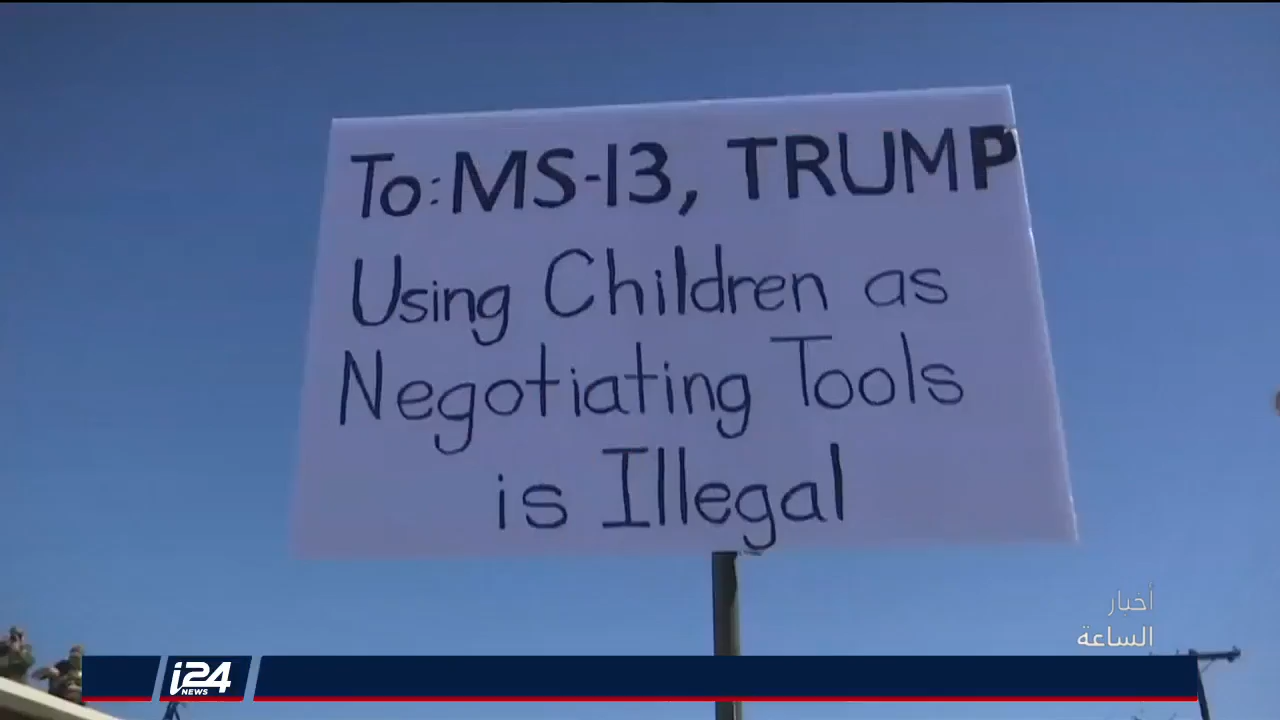 To: MS-13, TRUMP
Using Children as
Negotiating Tools
is Illegal
أخبار
الساعة
i24
NEWS